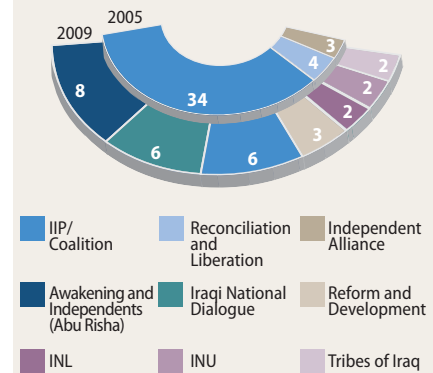 2005
2009
3
4
34
2
2
2
3
6
6
8
IIP/
Coalition
Reconciliation
and
Liberation
Independent
Alliance
Awakening and
Independents
(Abu Risha)
Iraqi National
Dialogue
Reform and
Development
INL
INU
Tribes of Iraq